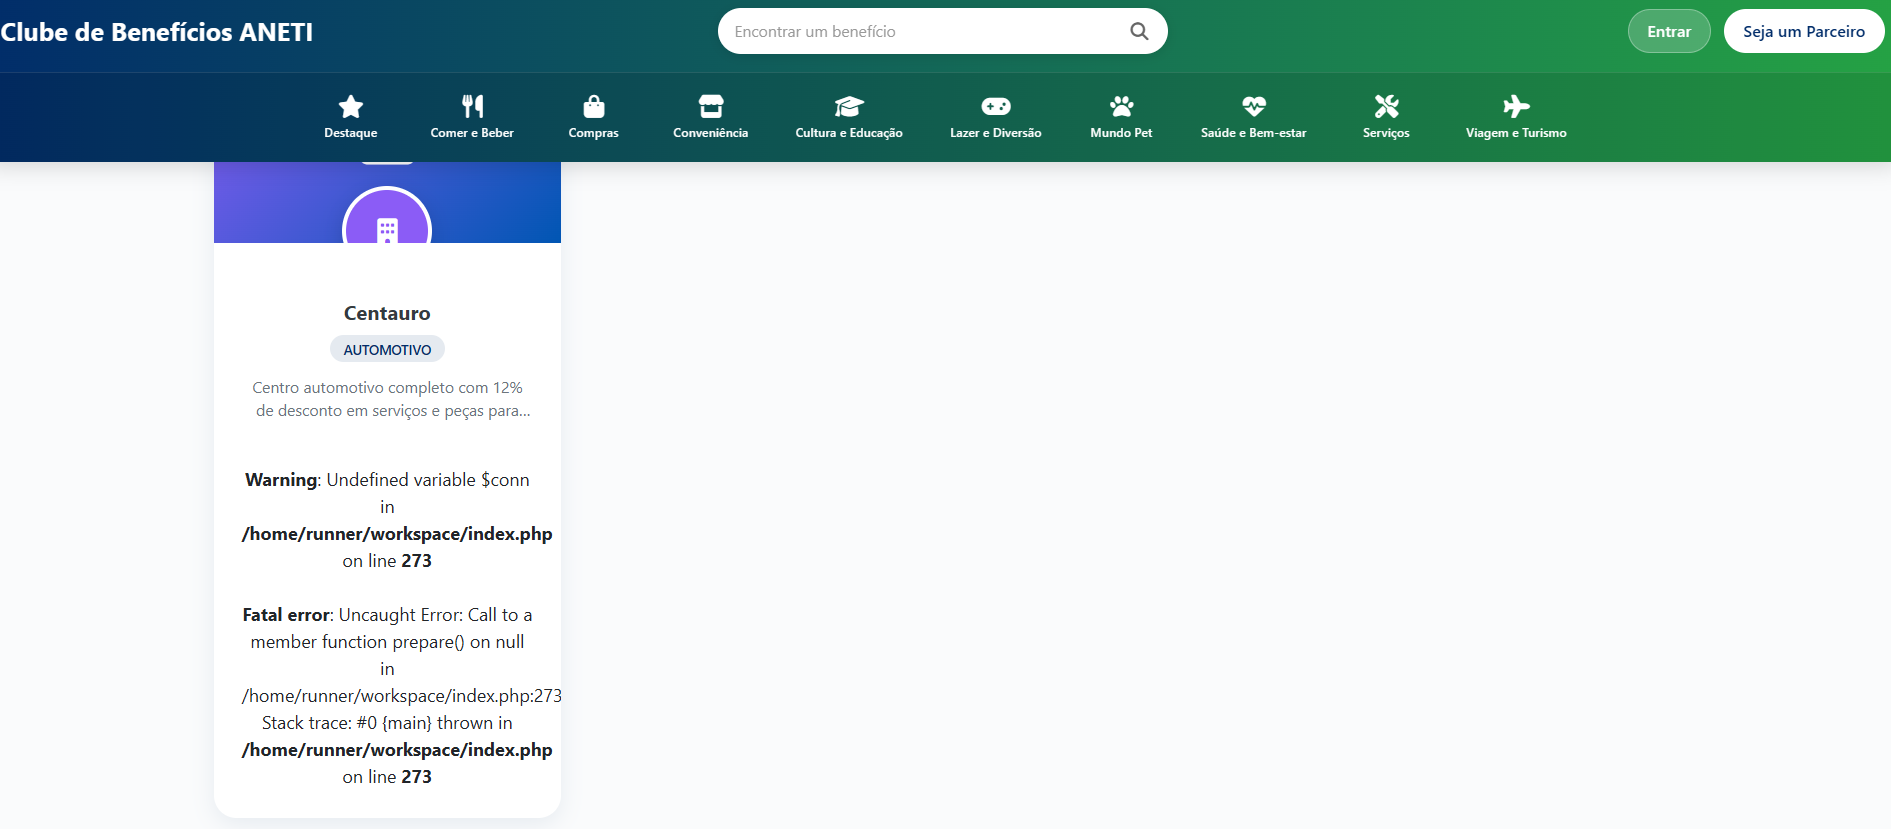 Clube de Benefícios ANETI
Encontrar um benefício
Entrar
Seja um Parceiro
Destaque
Comer e Beber
Compras
Conveniência
Cultura e Educação
Lazer e Diversão
Mundo Pet
Saúde e Bem-estar
Serviços
Viagem e Turismo
Centauro
AUTOMOTIVO
Centro automotivo completo com 12%
de desconto em serviços e peças para...
Warning: Undefined variable $conn
in
/home/runner/workspace/index.php
on line 273
Fatal error: Uncaught Error: Call to a
member function prepare() on null
in
/home/runner/workspace/index.php:273
Stack trace: #0 {main} thrown in
/home/runner/workspace/index.php
on line 273